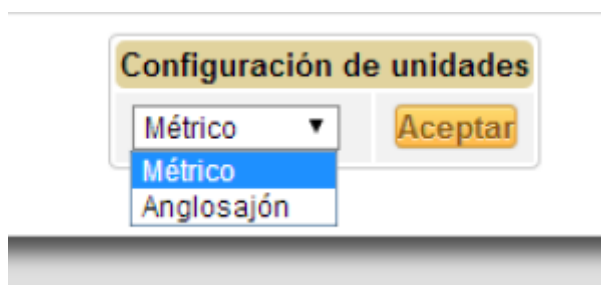 Configuración de unidades
Métrico Aceptar
Métrico
Anglosajón